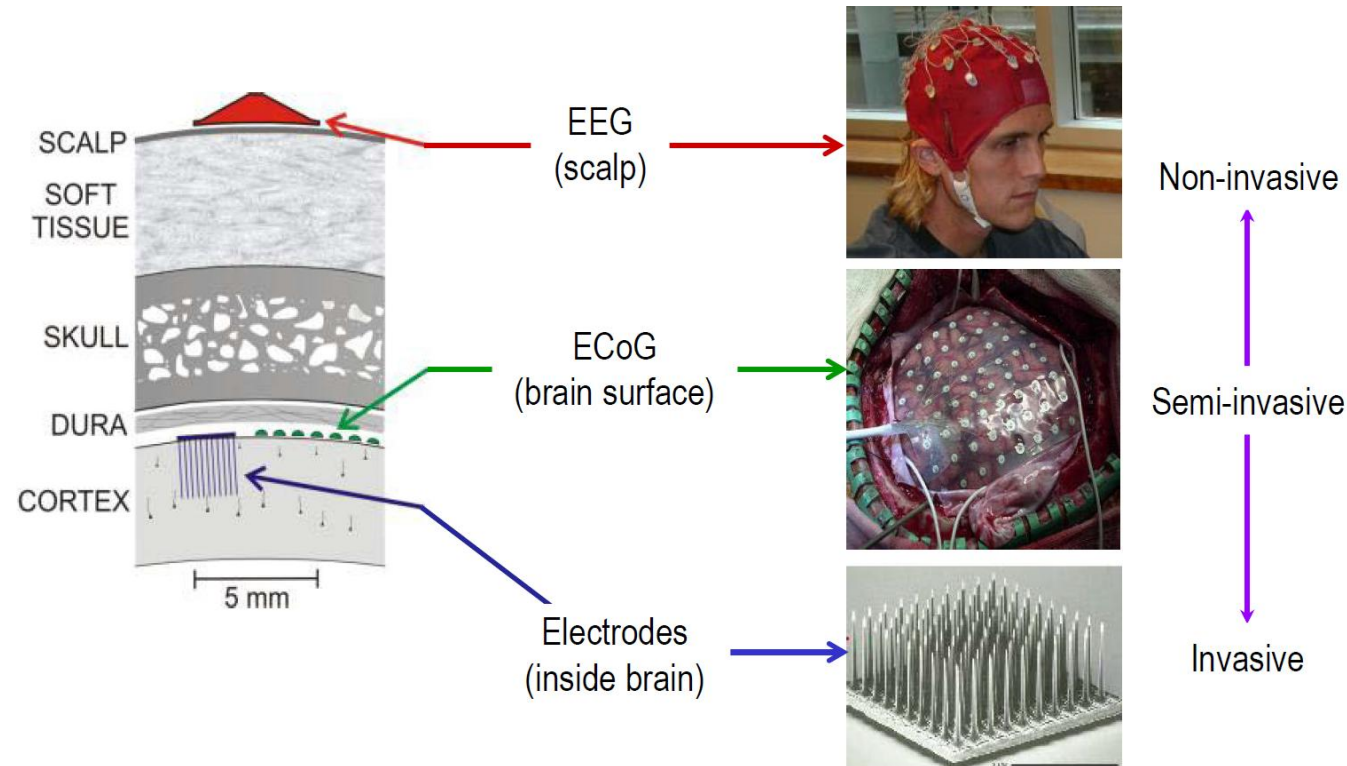 SCALP
SOFT
TISSUE
SKULL
DURA
CORTEX
5 mm
EEG
(scalp)
ECoG
(brain surface)
Electrodes
(inside brain)
Non-invasive
Semi-invasive
Invasive